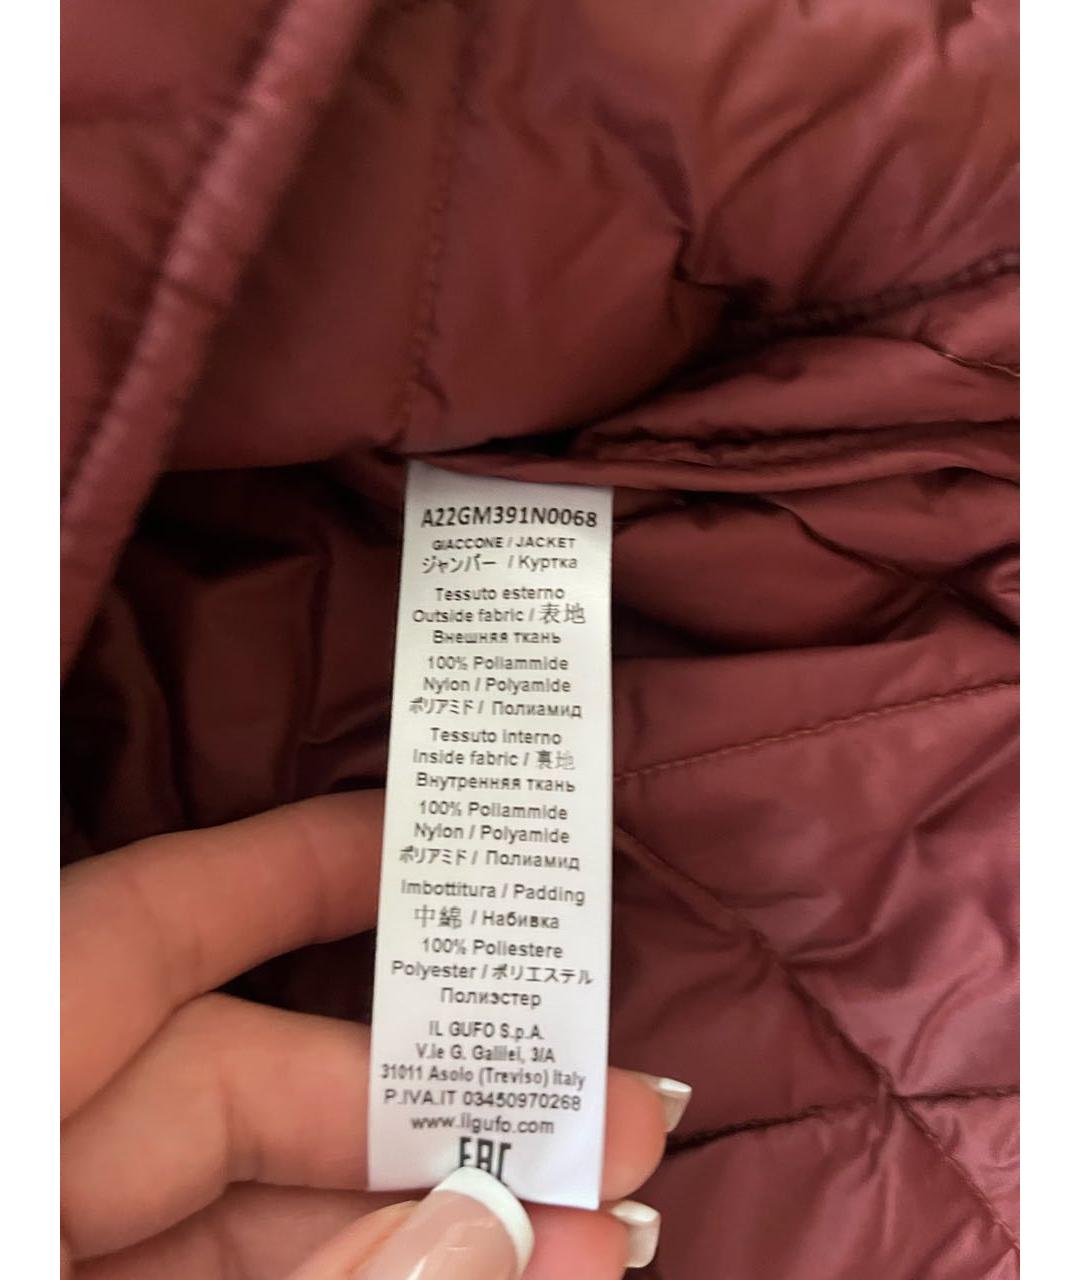 A22GM391N0068
GIACCONE / JACKET
ジャンパー / Куртка
Tessuto esterno
Outside fabric / 表地
Внешняя ткань
100% Poliammide
Nylon / Polyamide
ポリアミド / Полиамид
Tessuto interno
Inside fabric / 裏地
Внутренняя ткань
100% Poliammide
Nylon / Polyamide
ポリアミド / Полиамид
Imbottitura / Padding
中綿 / Набивка
100% Poliestere
Polyester / ポリエステル
Полиэстер
IL GUFO S.p.A.
V.le G. Galilei, 3/A
31011 Asolo (Treviso) Italy
P.IVA.IT 03450970268
www.ilgufo.com
EAC